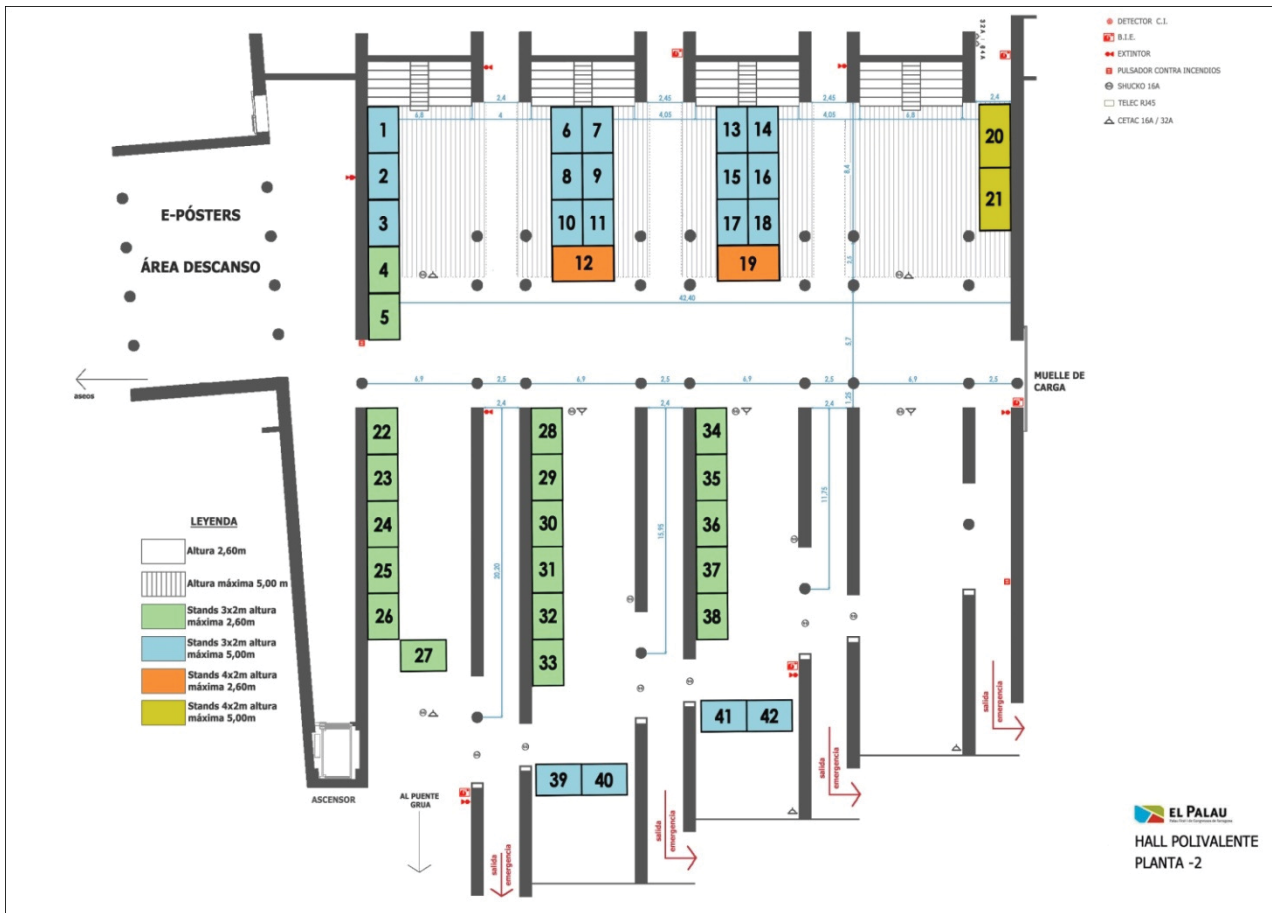 32A / 64A
DETECTOR C.I.
B.I.E.
EXTINTOR
PULSADOR CONTRA INCENDIOS
SHUCKO 16A
TELEC RJ45
CETAC 16A / 32A
2,4
2,45
2,45
2,4
6,8
4
4,05
4,05
6,8
1
6
7
13
14
20
2
8
9
15
16
8,4
21
3
10
11
17
18
E-PÓSTERS
ÁREA DESCANSO
4
12
19
2,5
5
42,40
5,7
MUELLE DE
CARGA
aseos
6,9
2,5
6,9
2,5
6,9
2,5
6,9
2,5
1,25
2,4
2,4
2,4
22
28
34
23
29
35
24
30
36
25
31
37
26
32
38
27
33
20,20
15,95
11,75
LEYENDA
Altura 2,60m
Altura máxima 5,00 m
Stands 3x2m altura
máxima 2,60m
Stands 3x2m altura
máxima 5,00m
Stands 4x2m altura
máxima 2,60m
Stands 4x2m altura
máxima 5,00m
41
42
39
40
ASCENSOR
AL PUENTE
GRUA
salida
emergencia
salida
emergencia
salida
emergencia
salida
emergencia
EL PALAU
HALL POLIVALENTE
PLANTA -2